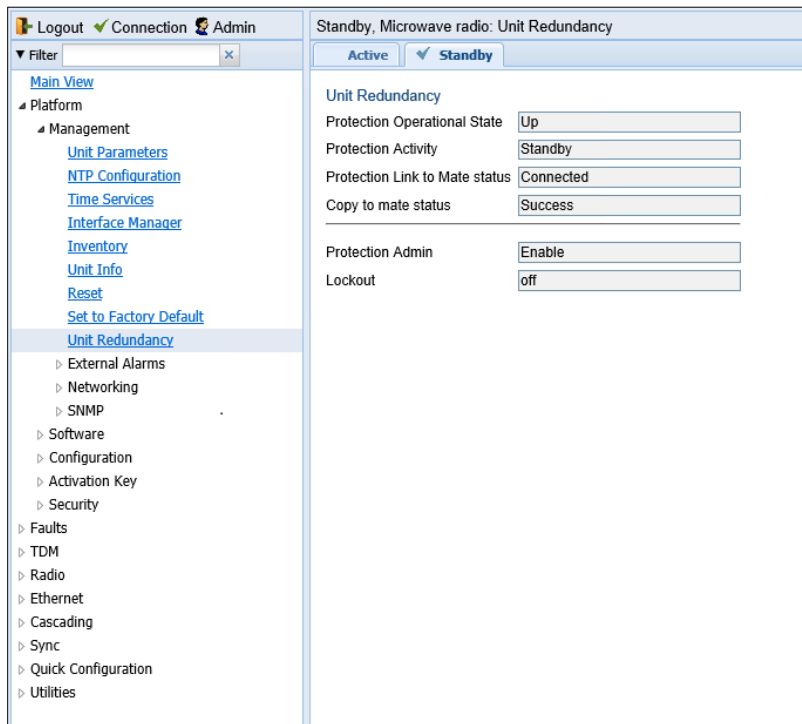 Logout Connection Admin
Filter
Main View
Platform
Management
Unit Parameters
NTP Configuration
Time Services
Interface Manager
Inventory
Unit Info
Reset
Set to Factory Default
Unit Redundancy
External Alarms
Networking
SNMP .
Software
Configuration
Activation Key
Security
Faults
TDM
Radio
Ethernet
Cascading
Sync
Quick Configuration
Utilities
Standby, Microwave radio: Unit Redundancy
Active Standby
Unit Redundancy
Protection Operational State Up
Protection Activity Standby
Protection Link to Mate status Connected
Copy to mate status Success
Protection Admin Enable
Lockout off